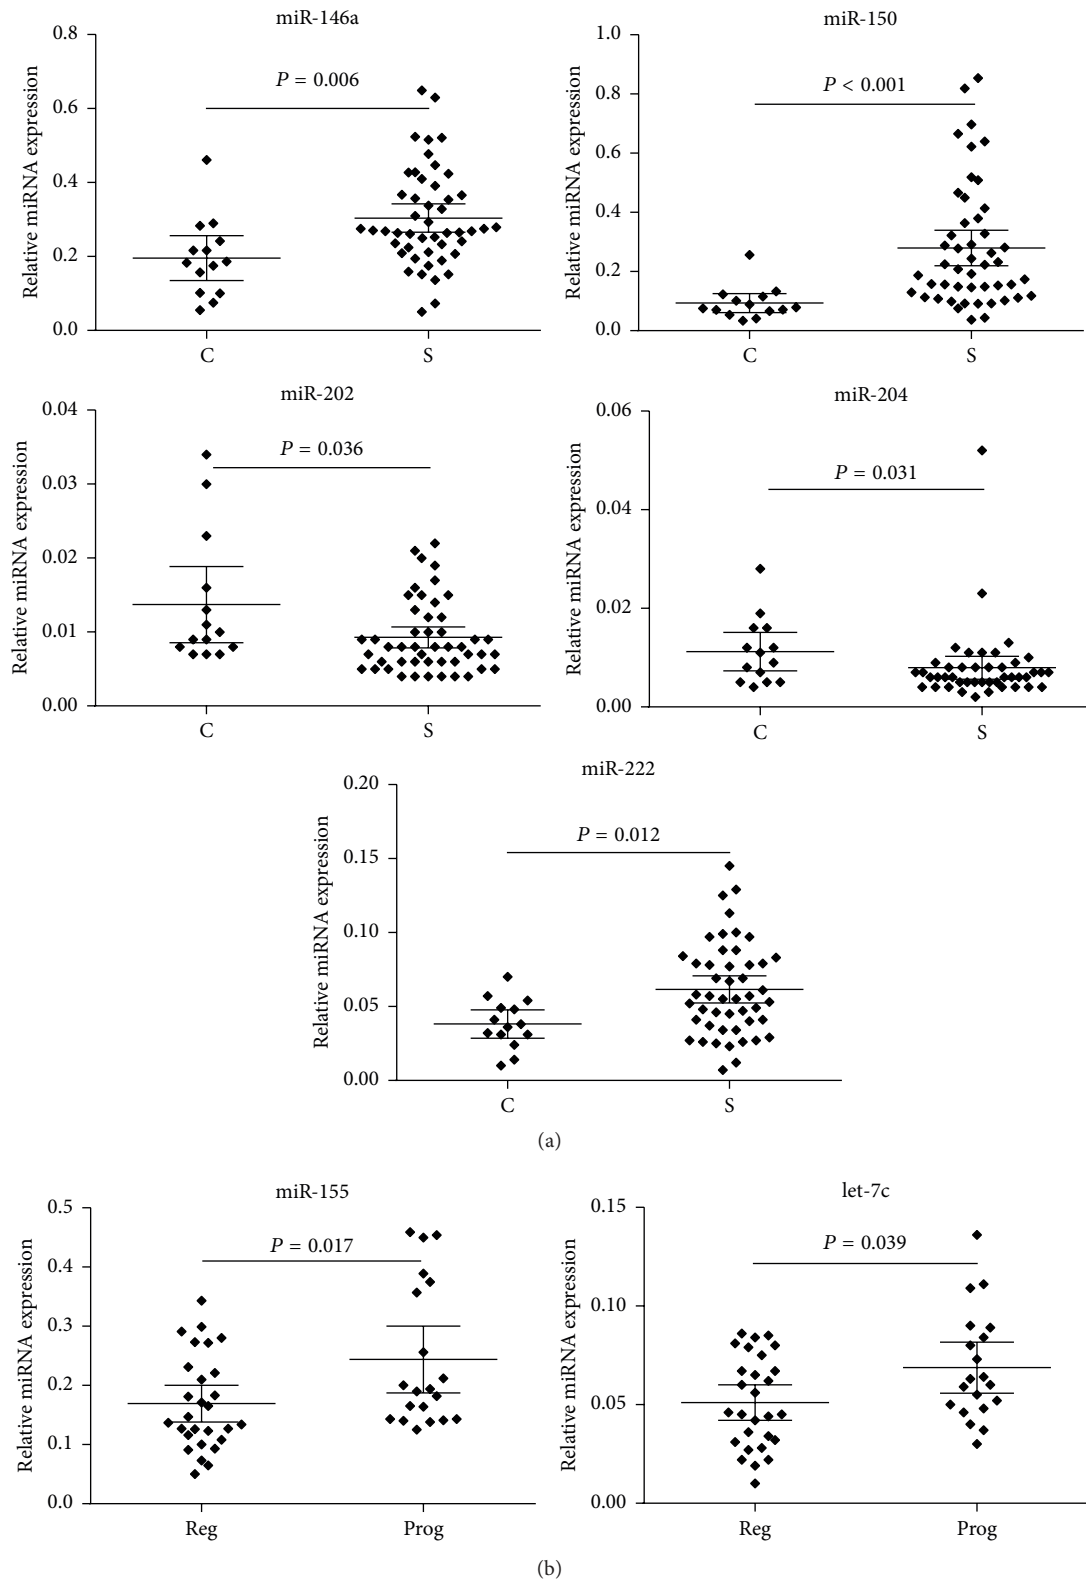 miR-146a
Relative miRNA expression
0.8
0.6
0.4
0.2
0.0
P = 0.006
C
S
miR-150
Relative miRNA expression
1.0
0.8
0.6
0.4
0.2
0.0
P < 0.001
C
S
miR-202
Relative miRNA expression
0.04
0.03
0.02
0.01
0.00
P = 0.036
C
S
miR-204
Relative miRNA expression
0.06
0.04
0.02
0.00
P = 0.031
C
S
miR-222
Relative miRNA expression
0.20
0.15
0.10
0.05
0.00
P = 0.012
C
S
(a)
miR-155
Relative miRNA expression
0.5
0.4
0.3
0.2
0.1
0.0
P = 0.017
Reg
Prog
let-7c
Relative miRNA expression
0.15
0.10
0.05
0.00
P = 0.039
Reg
Prog
(b)